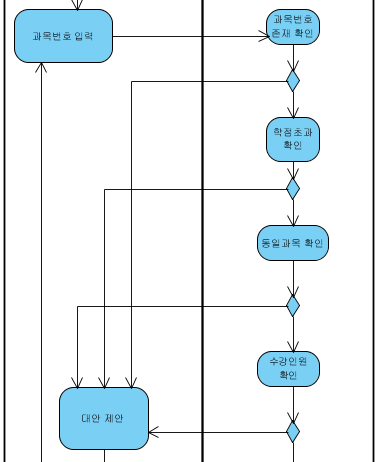 과목번호 입력
과목번호
존재 확인
학점초과
확인
동일과목 확인
수강인원
확인
대안 제안